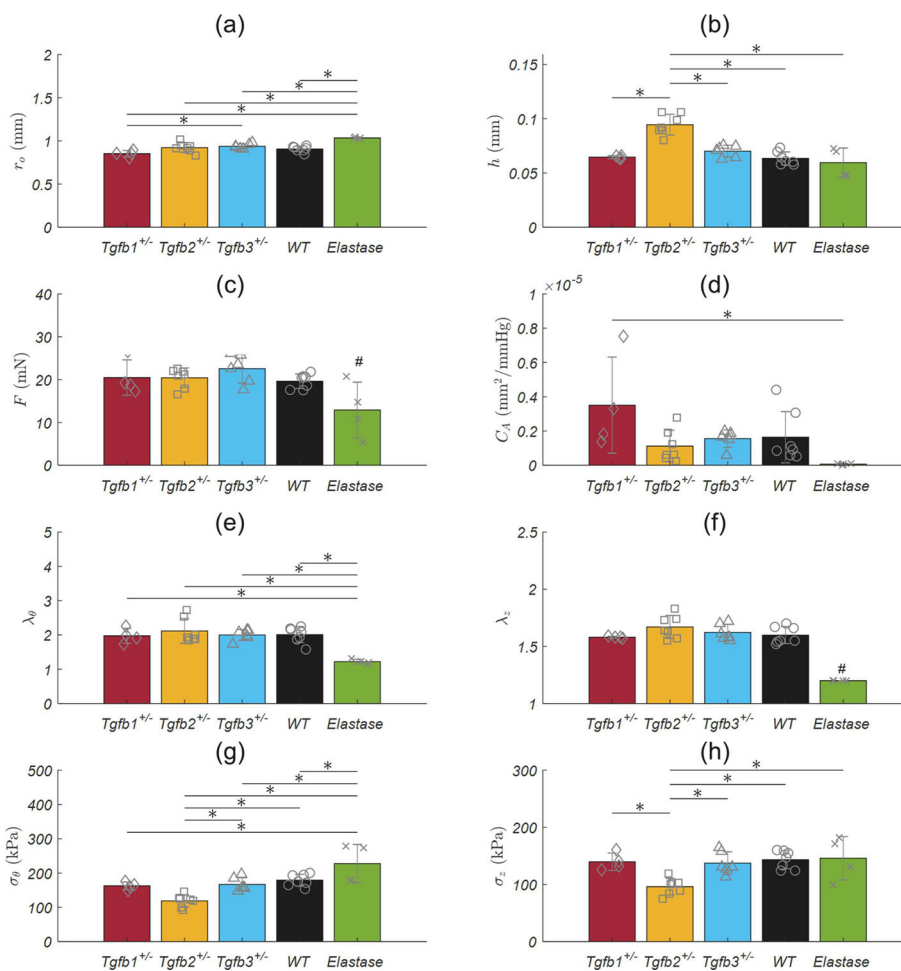 (a)
2
1.5
1
0.5
0
r_o (mm)
* * * * *
Tgfb1+/- Tgfb2+/- Tgfb3+/- WT Elastase
(b)
0.15
0.1
0.05
0
h (mm)
* * * *
Tgfb1+/- Tgfb2+/- Tgfb3+/- WT Elastase
(c)
40
30
20
10
0
F (mN)
#
Tgfb1+/- Tgfb2+/- Tgfb3+/- WT Elastase
(d)
×10^-5
1
0.8
0.6
0.4
0.2
0
C_A (mm²/mmHg)
*
Tgfb1+/- Tgfb2+/- Tgfb3+/- WT Elastase
(e)
5
4
3
2
1
0
λ_θ
* * * *
Tgfb1+/- Tgfb2+/- Tgfb3+/- WT Elastase
(f)
2.5
2
1.5
1
λ_z
#
Tgfb1+/- Tgfb2+/- Tgfb3+/- WT Elastase
(g)
500
400
300
200
100
0
σ_θ (kPa)
* * * * * *
Tgfb1+/- Tgfb2+/- Tgfb3+/- WT Elastase
(h)
300
200
100
0
σ_z (kPa)
* * * *
Tgfb1+/- Tgfb2+/- Tgfb3+/- WT Elastase